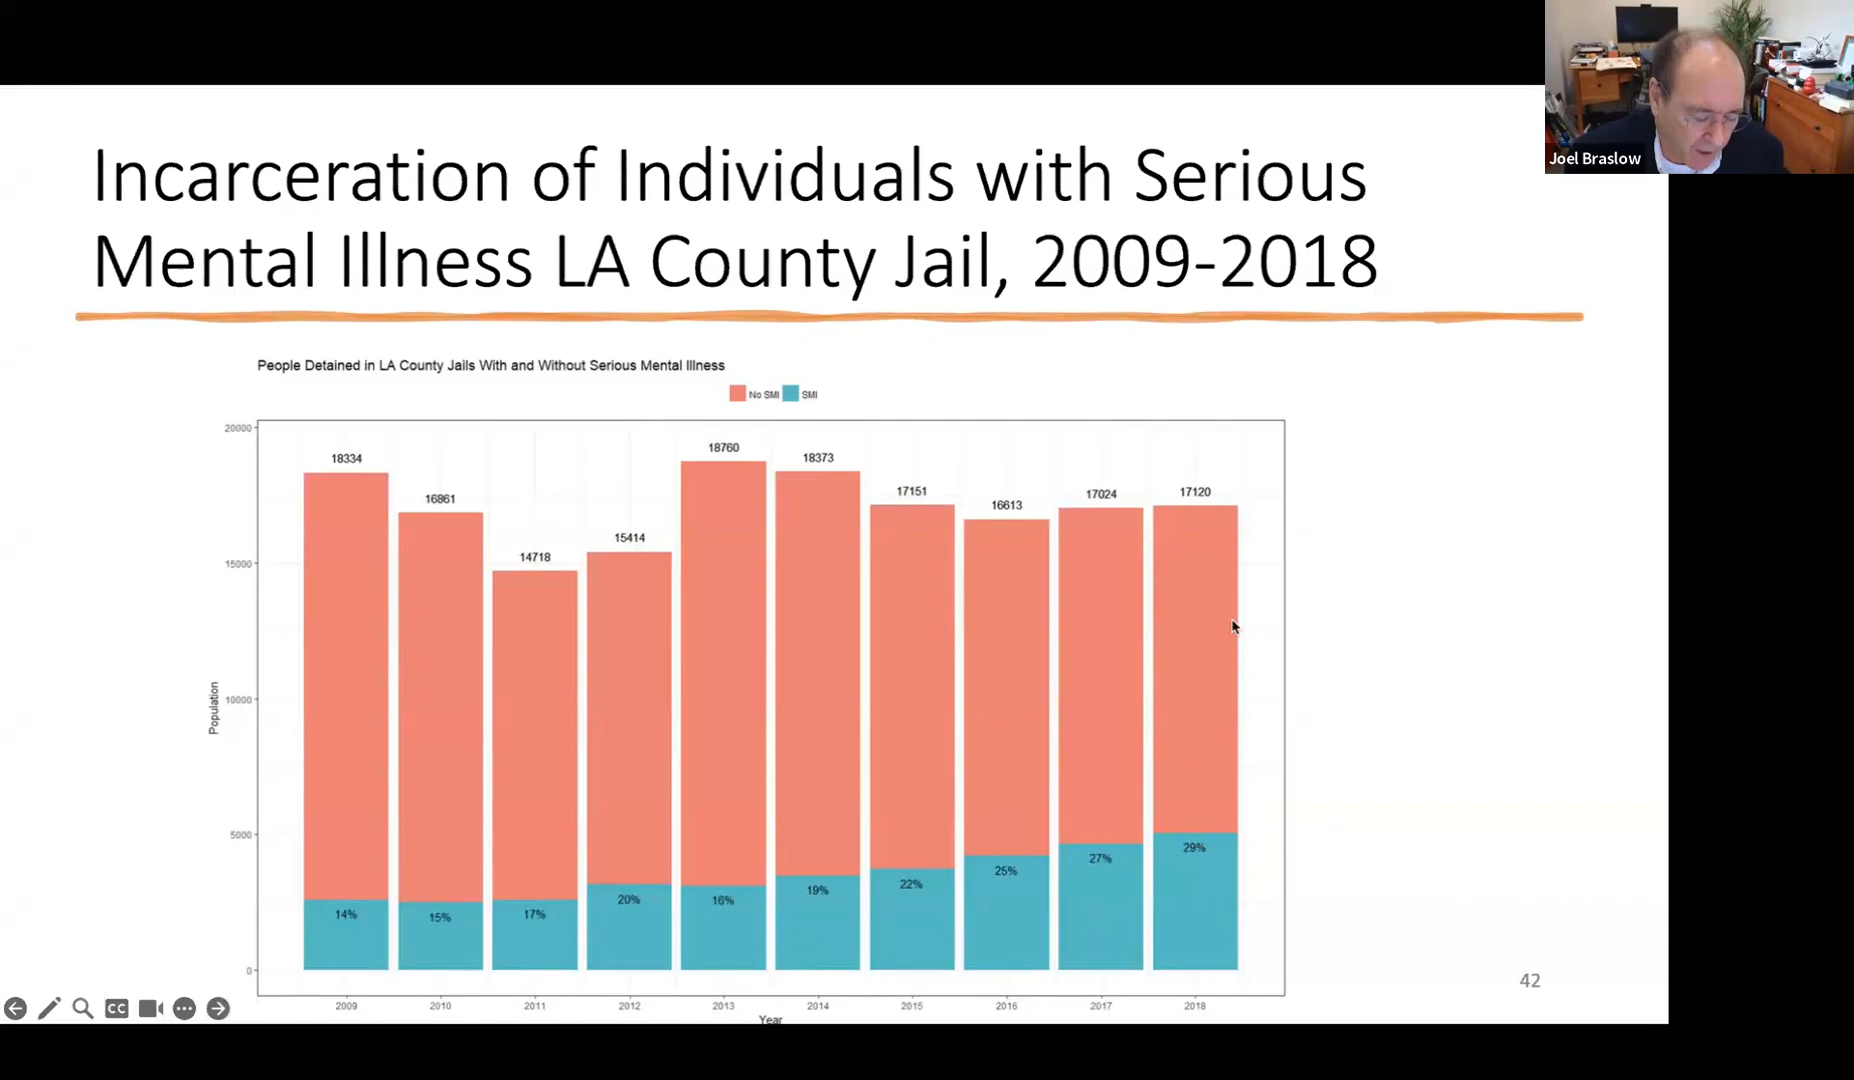 Joel Braslow
Incarceration of Individuals with Serious
Mental Illness LA County Jail, 2009-2018
People Detained in LA County Jails With and Without Serious Mental Illness
No SMI SMI
20000
15000
10000
5000
0
Population
18334
16861
14718
15414
18760
18373
17151
16613
17024
17120
14%
15%
17%
20%
16%
19%
22%
25%
27%
29%
2009 2010 2011 2012 2013 2014 2015 2016 2017 2018
Year
42
CC